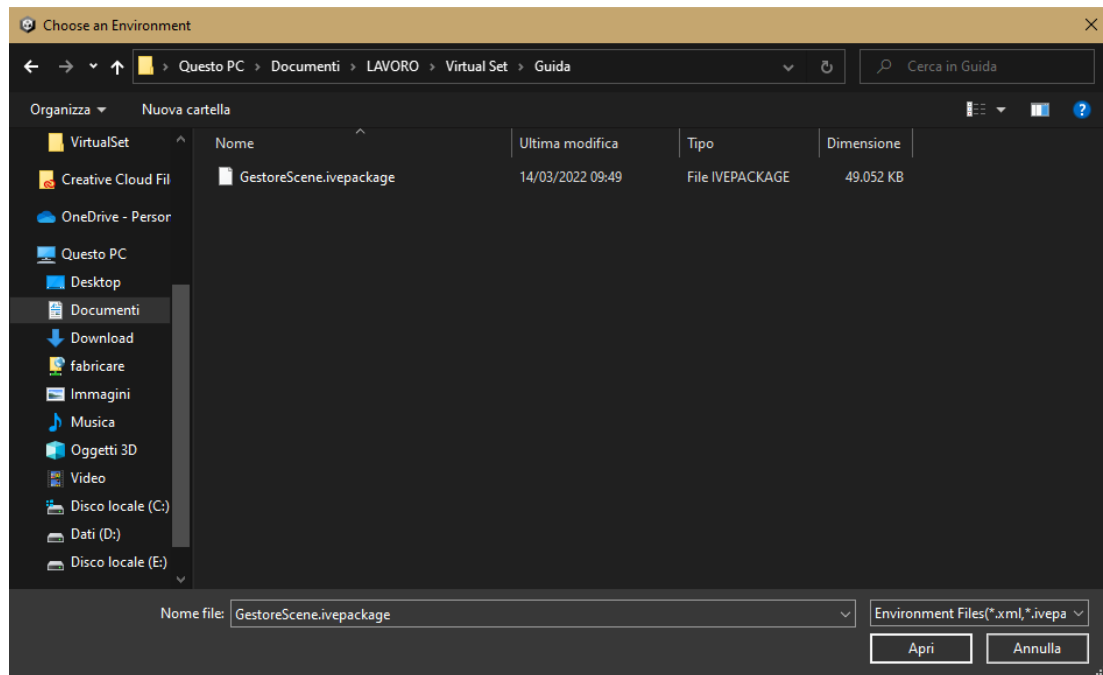 Choose an Environment
Questo PC > Documenti > LAVORO > Virtual Set > Guida
Cerca in Guida
Organizza
Nuova cartella
Nome
Ultima modifica
Tipo
Dimensione
GestoreScene.ivepackage
14/03/2022 09:49
File IVEPACKAGE
49.052 KB
VirtualSet
Creative Cloud Fil
OneDrive - Person
Questo PC
Desktop
Documenti
Download
fabricare
Immagini
Musica
Oggetti 3D
Video
Disco locale (C:)
Dati (D:)
Disco locale (E:)
Nome file: GestoreScene.ivepackage
Environment Files(*.xml,*.ivepa
Apri
Annulla